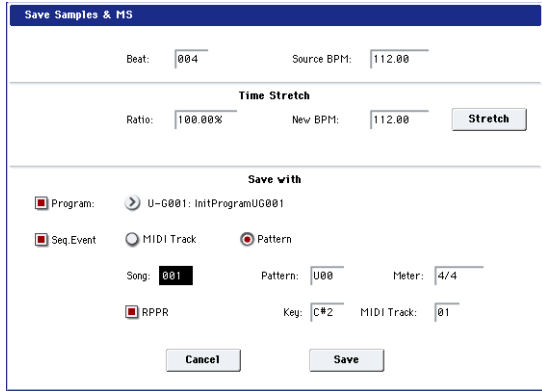 Save Samples & MS
Beat: 004 Source BPM: 112.00
Time Stretch
Ratio: 100.00% New BPM: 112.00 Stretch
Save with
Program: U-G001: InitProgramUG001
Seq.Event MIDI Track Pattern
Song: 001 Pattern: U00 Meter: 4/4
RPPR Key: C#2 MIDI Track: 01
Cancel Save